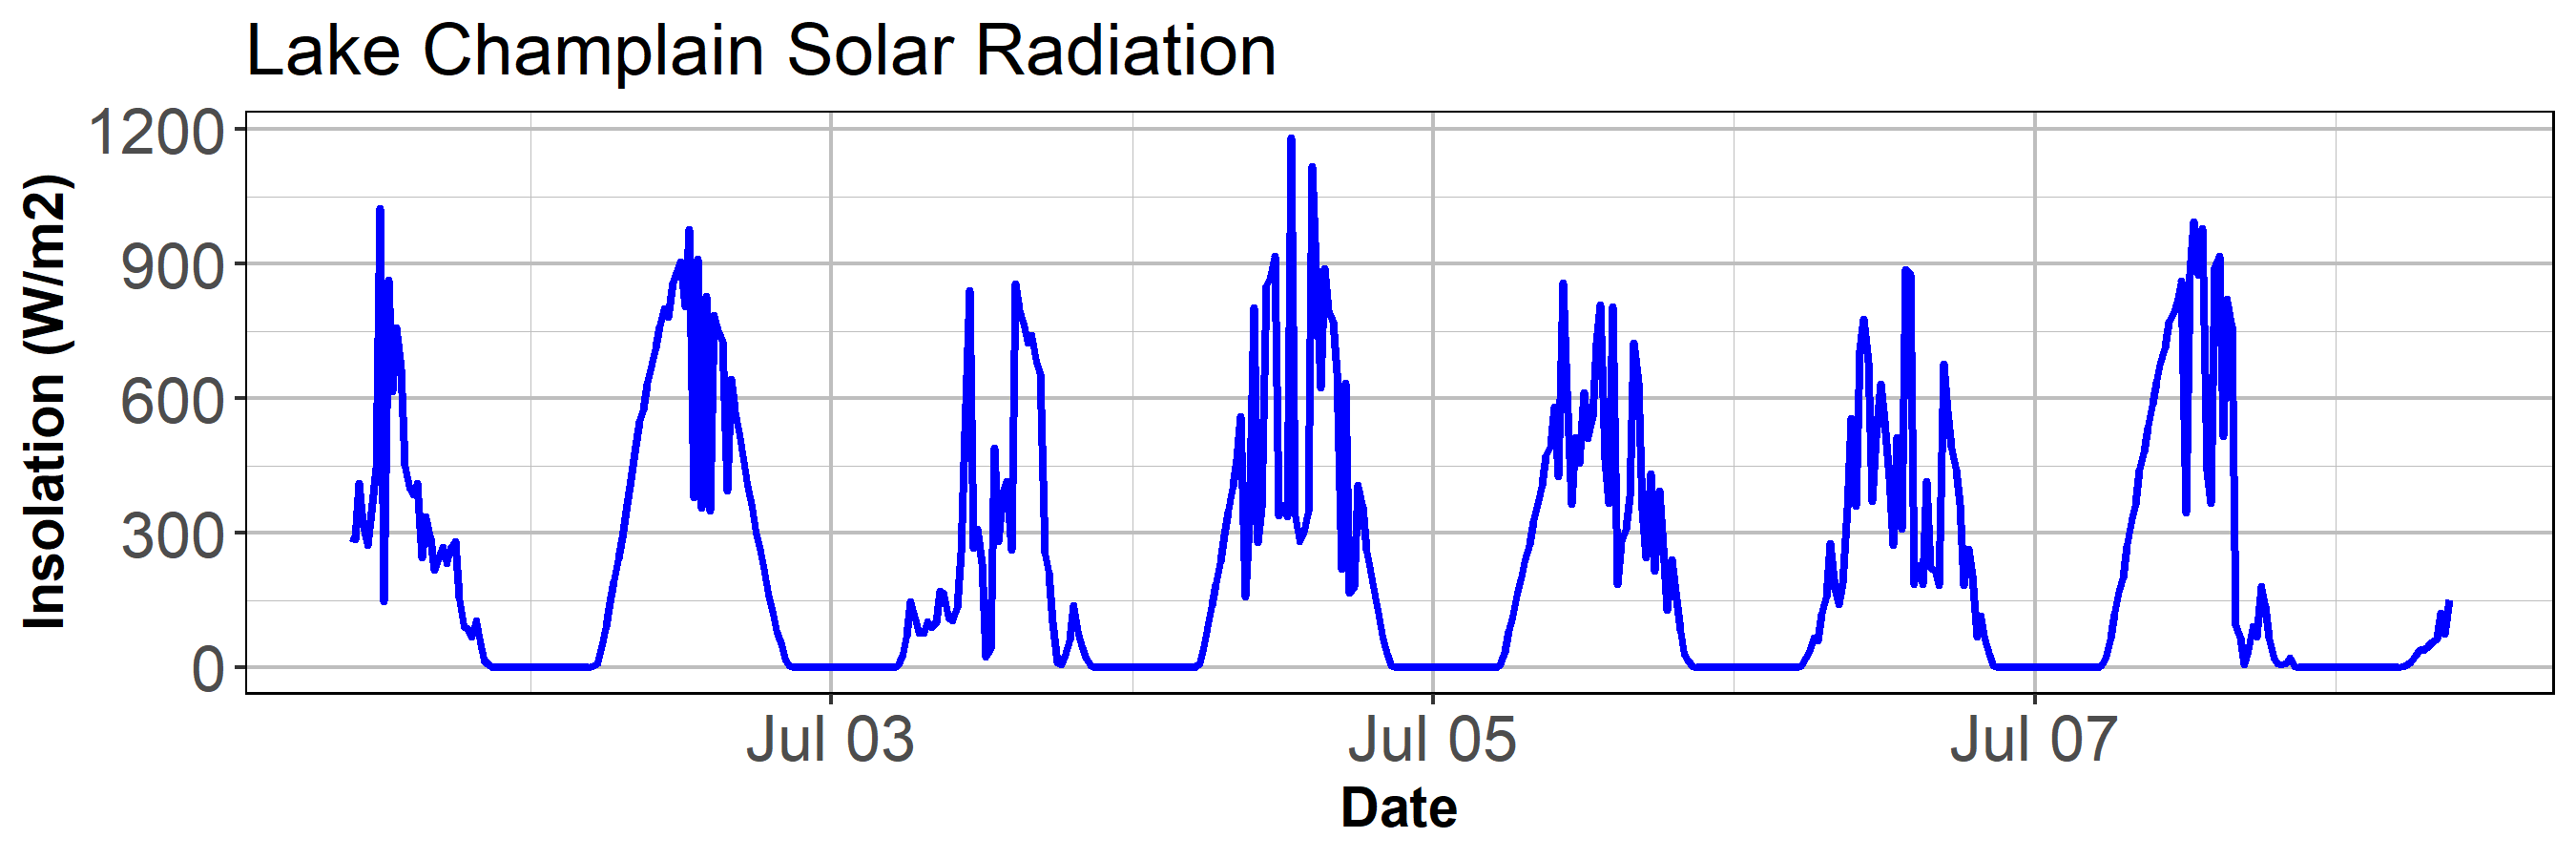 Lake Champlain Solar Radiation
Insolation (W/m2)
1200
900
600
300
0
Jul 03
Jul 05
Jul 07
Date